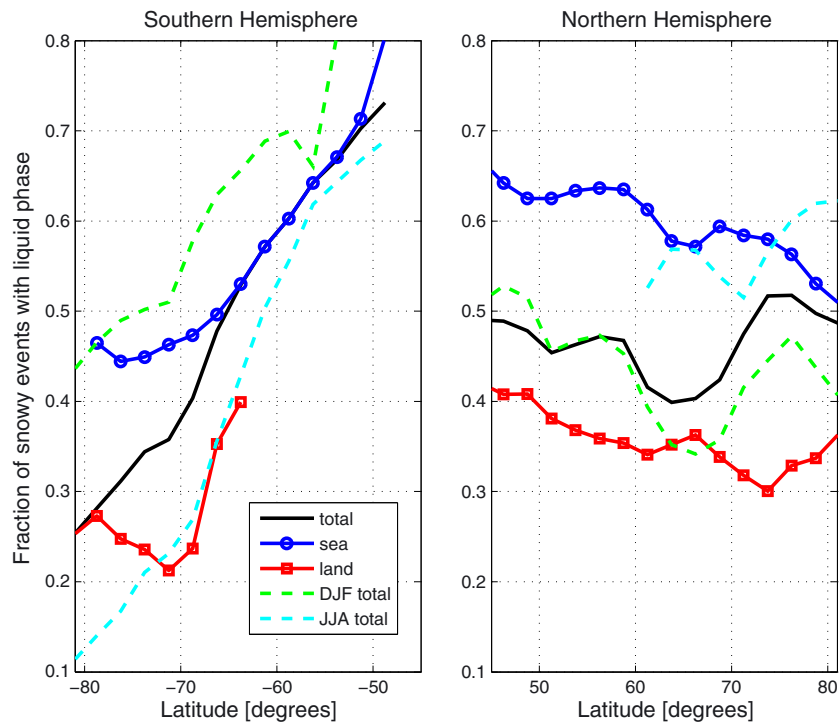 Southern Hemisphere
Northern Hemisphere
Fraction of snowy events with liquid phase
0.8
0.7
0.6
0.5
0.4
0.3
0.2
0.1
−80
−70
−60
−50
Latitude [degrees]
total
sea
land
DJF total
JJA total
0.8
0.7
0.6
0.5
0.4
0.3
0.2
0.1
50
60
70
80
Latitude [degrees]